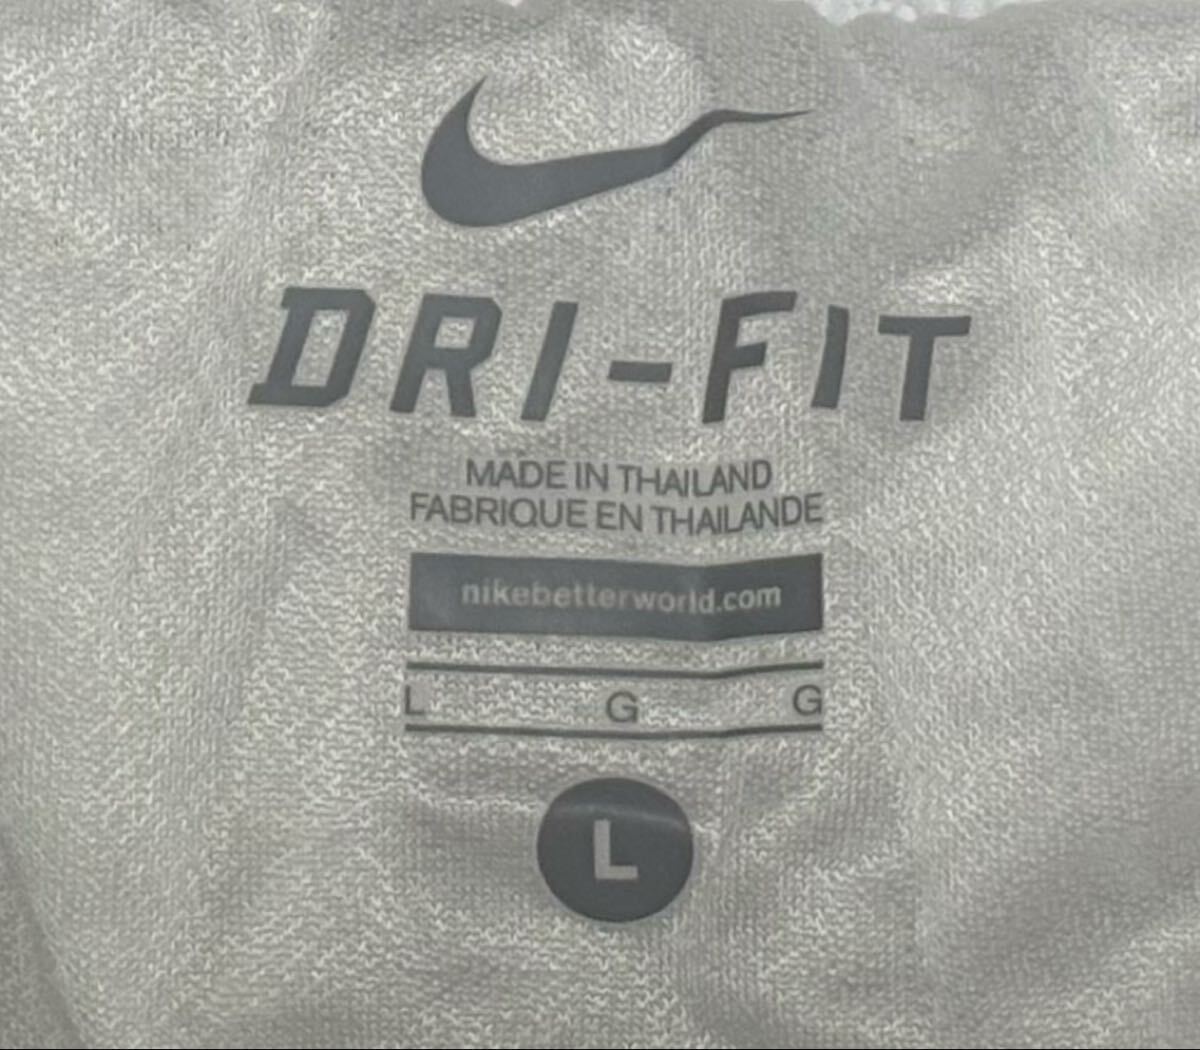 DRI-FIT
MADE IN THAILAND
FABRIQUE EN THAILANDE
nikebetterworld.com
L G G
L